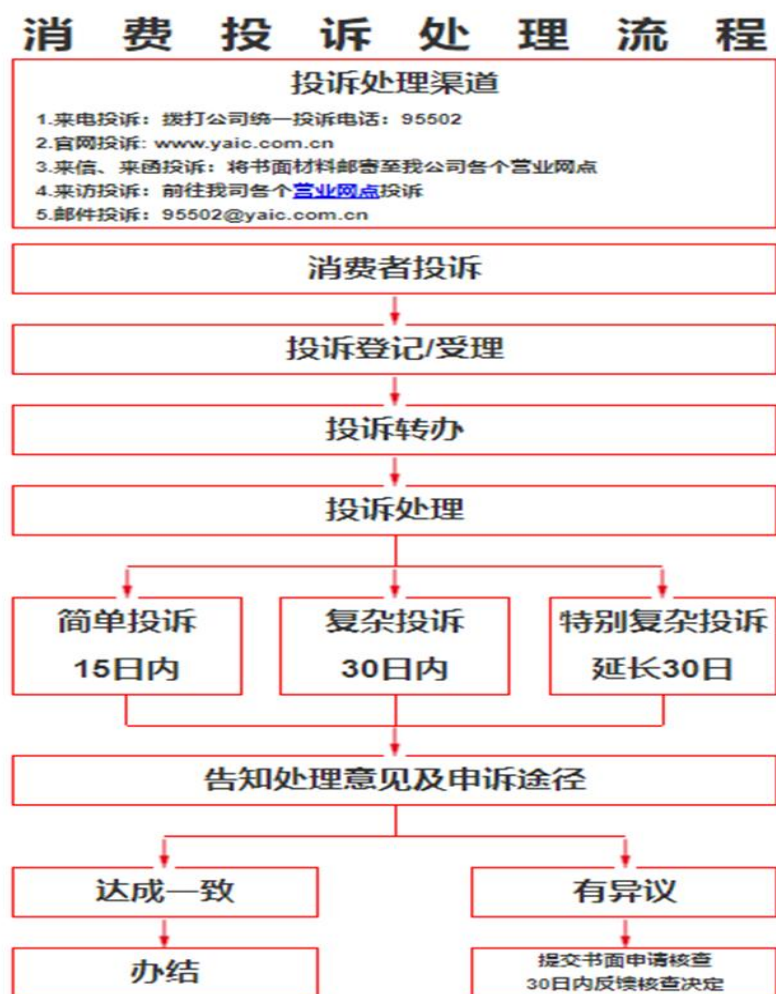 消费投诉处理流程
投诉处理渠道
1.来电投诉：拨打公司统一投诉电话：95502
2.官网投诉: www.yaic.com.cn
3.来信、来函投诉：将书面材料邮寄至我公司各个营业网点
4.来访投诉：前往我司各个营业网点投诉
5.邮件投诉：95502@yaic.com.cn
消费者投诉
投诉登记/受理
投诉转办
投诉处理
简单投诉
15日内
复杂投诉
30日内
特别复杂投诉
延长30日
告知处理意见及申诉途径
达成一致
有异议
办结
提交书面申请核查
30日内反馈核查决定